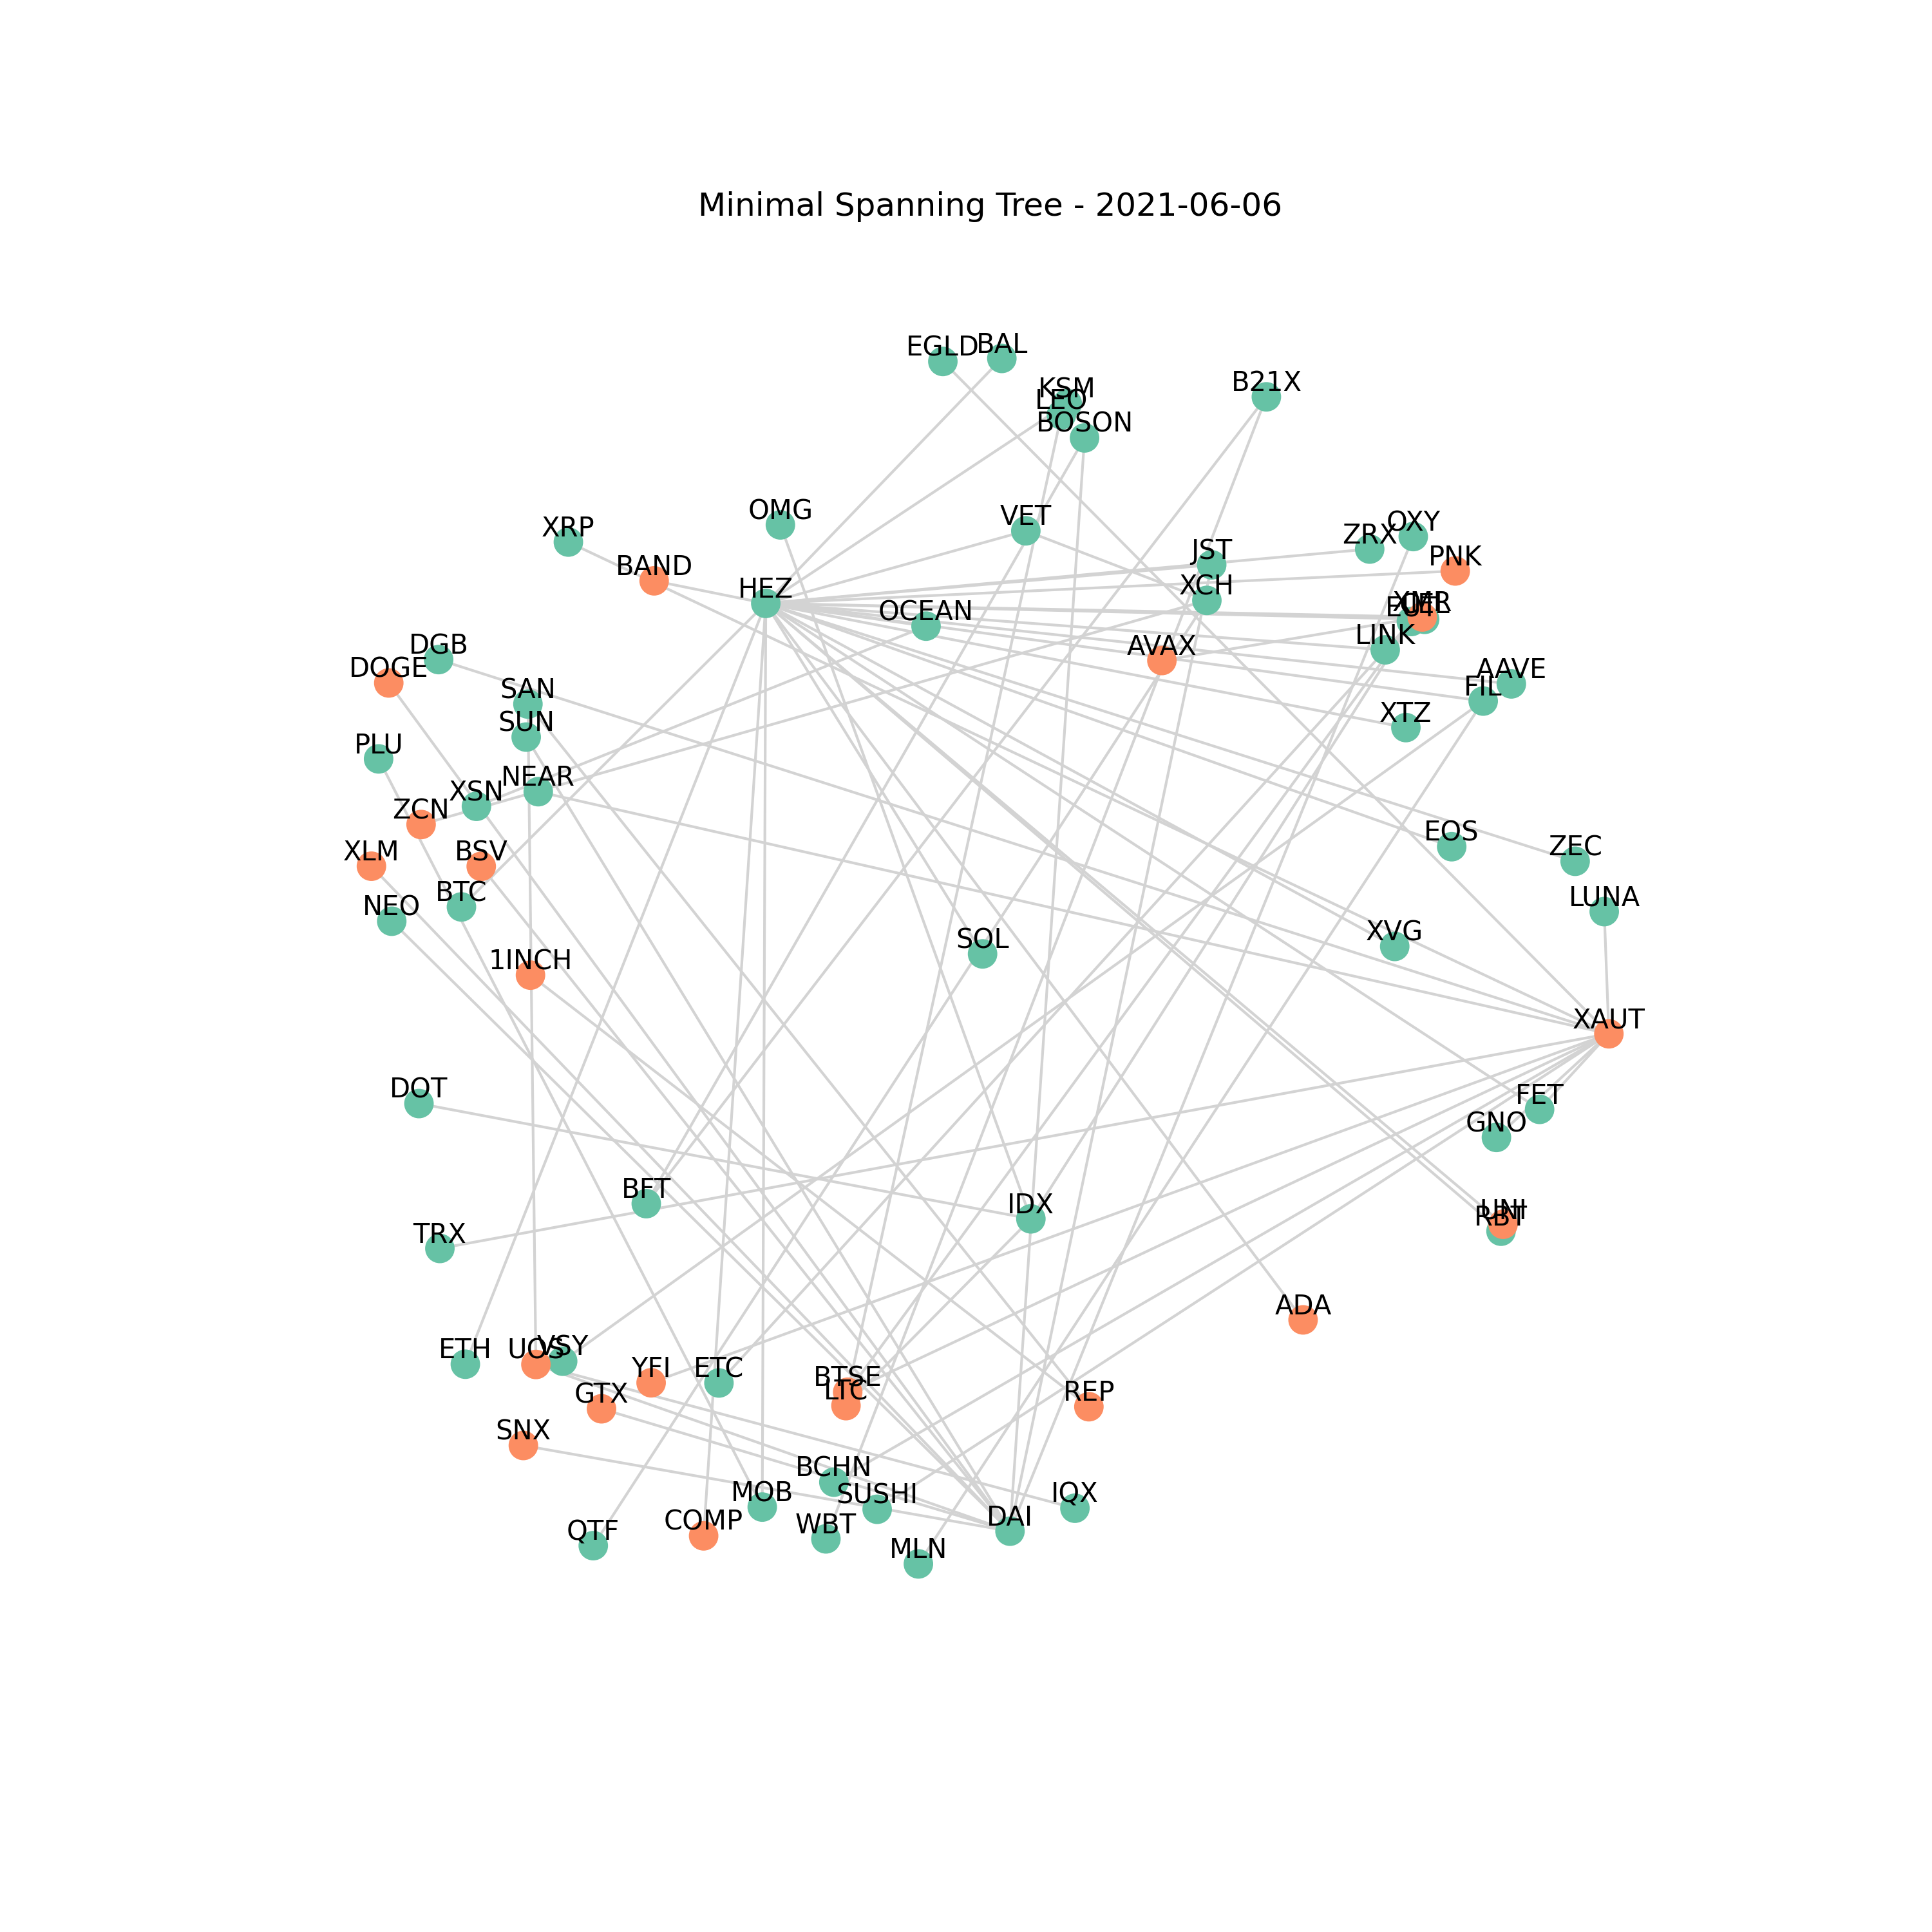 Minimal Spanning Tree - 2021-06-06
EGLD
BAL
KSM
LEO
B21X
BOSON
OMG
VET
XRP
OXY
ZRX
JST
PNK
BAND
HEZ
XCH
XMR
OCEAN
LINK
AVAX
DGB
DOGE
AAVE
SAN
FIL
XTZ
SUN
PLU
NEAR
XSN
ZCN
EOS
ZEC
XLM
BSV
BTC
LUNA
NEO
XVG
SOL
1INCH
XAUT
DOT
FET
GNO
BFT
IDX
UNI
RBT
TRX
ADA
ETH
UOS
VSY
YFI
ETC
BTSE
LTC
REP
GTX
SNX
BCHN
MOB
SUSHI
IQX
COMP
WBT
DAI
QTF
MLN